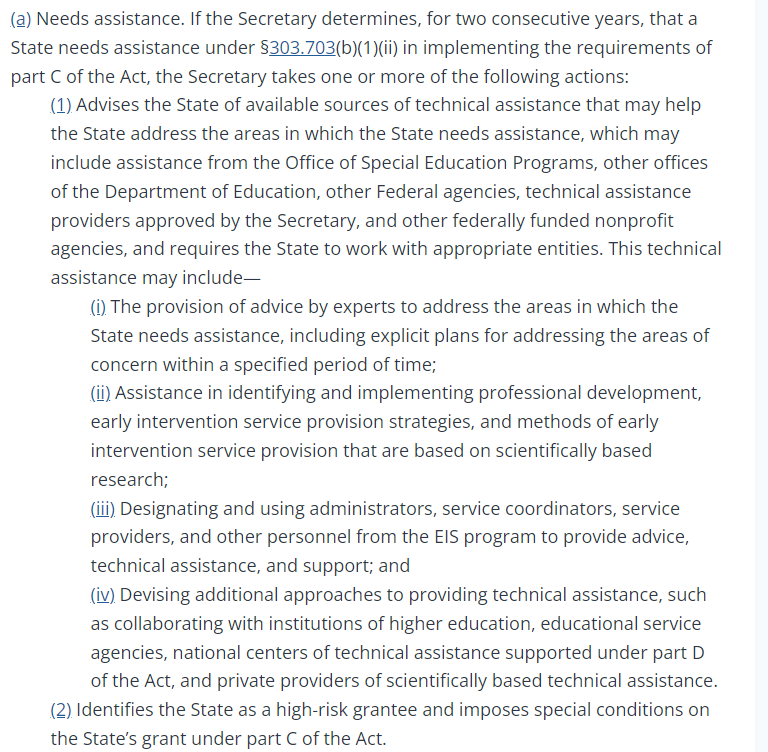 (a) Needs assistance. If the Secretary determines, for two consecutive years, that a
State needs assistance under §303.703(b)(1)(ii) in implementing the requirements of
part C of the Act, the Secretary takes one or more of the following actions:
(1) Advises the State of available sources of technical assistance that may help
the State address the areas in which the State needs assistance, which may
include assistance from the Office of Special Education Programs, other offices
of the Department of Education, other Federal agencies, technical assistance
providers approved by the Secretary, and other federally funded nonprofit
agencies, and requires the State to work with appropriate entities. This technical
assistance may include—
(i) The provision of advice by experts to address the areas in which the
State needs assistance, including explicit plans for addressing the areas of
concern within a specified period of time;
(ii) Assistance in identifying and implementing professional development,
early intervention service provision strategies, and methods of early
intervention service provision that are based on scientifically based
research;
(iii) Designating and using administrators, service coordinators, service
providers, and other personnel from the EIS program to provide advice,
technical assistance, and support; and
(iv) Devising additional approaches to providing technical assistance, such
as collaborating with institutions of higher education, educational service
agencies, national centers of technical assistance supported under part D
of the Act, and private providers of scientifically based technical assistance.
(2) Identifies the State as a high-risk grantee and imposes special conditions on
the State’s grant under part C of the Act.